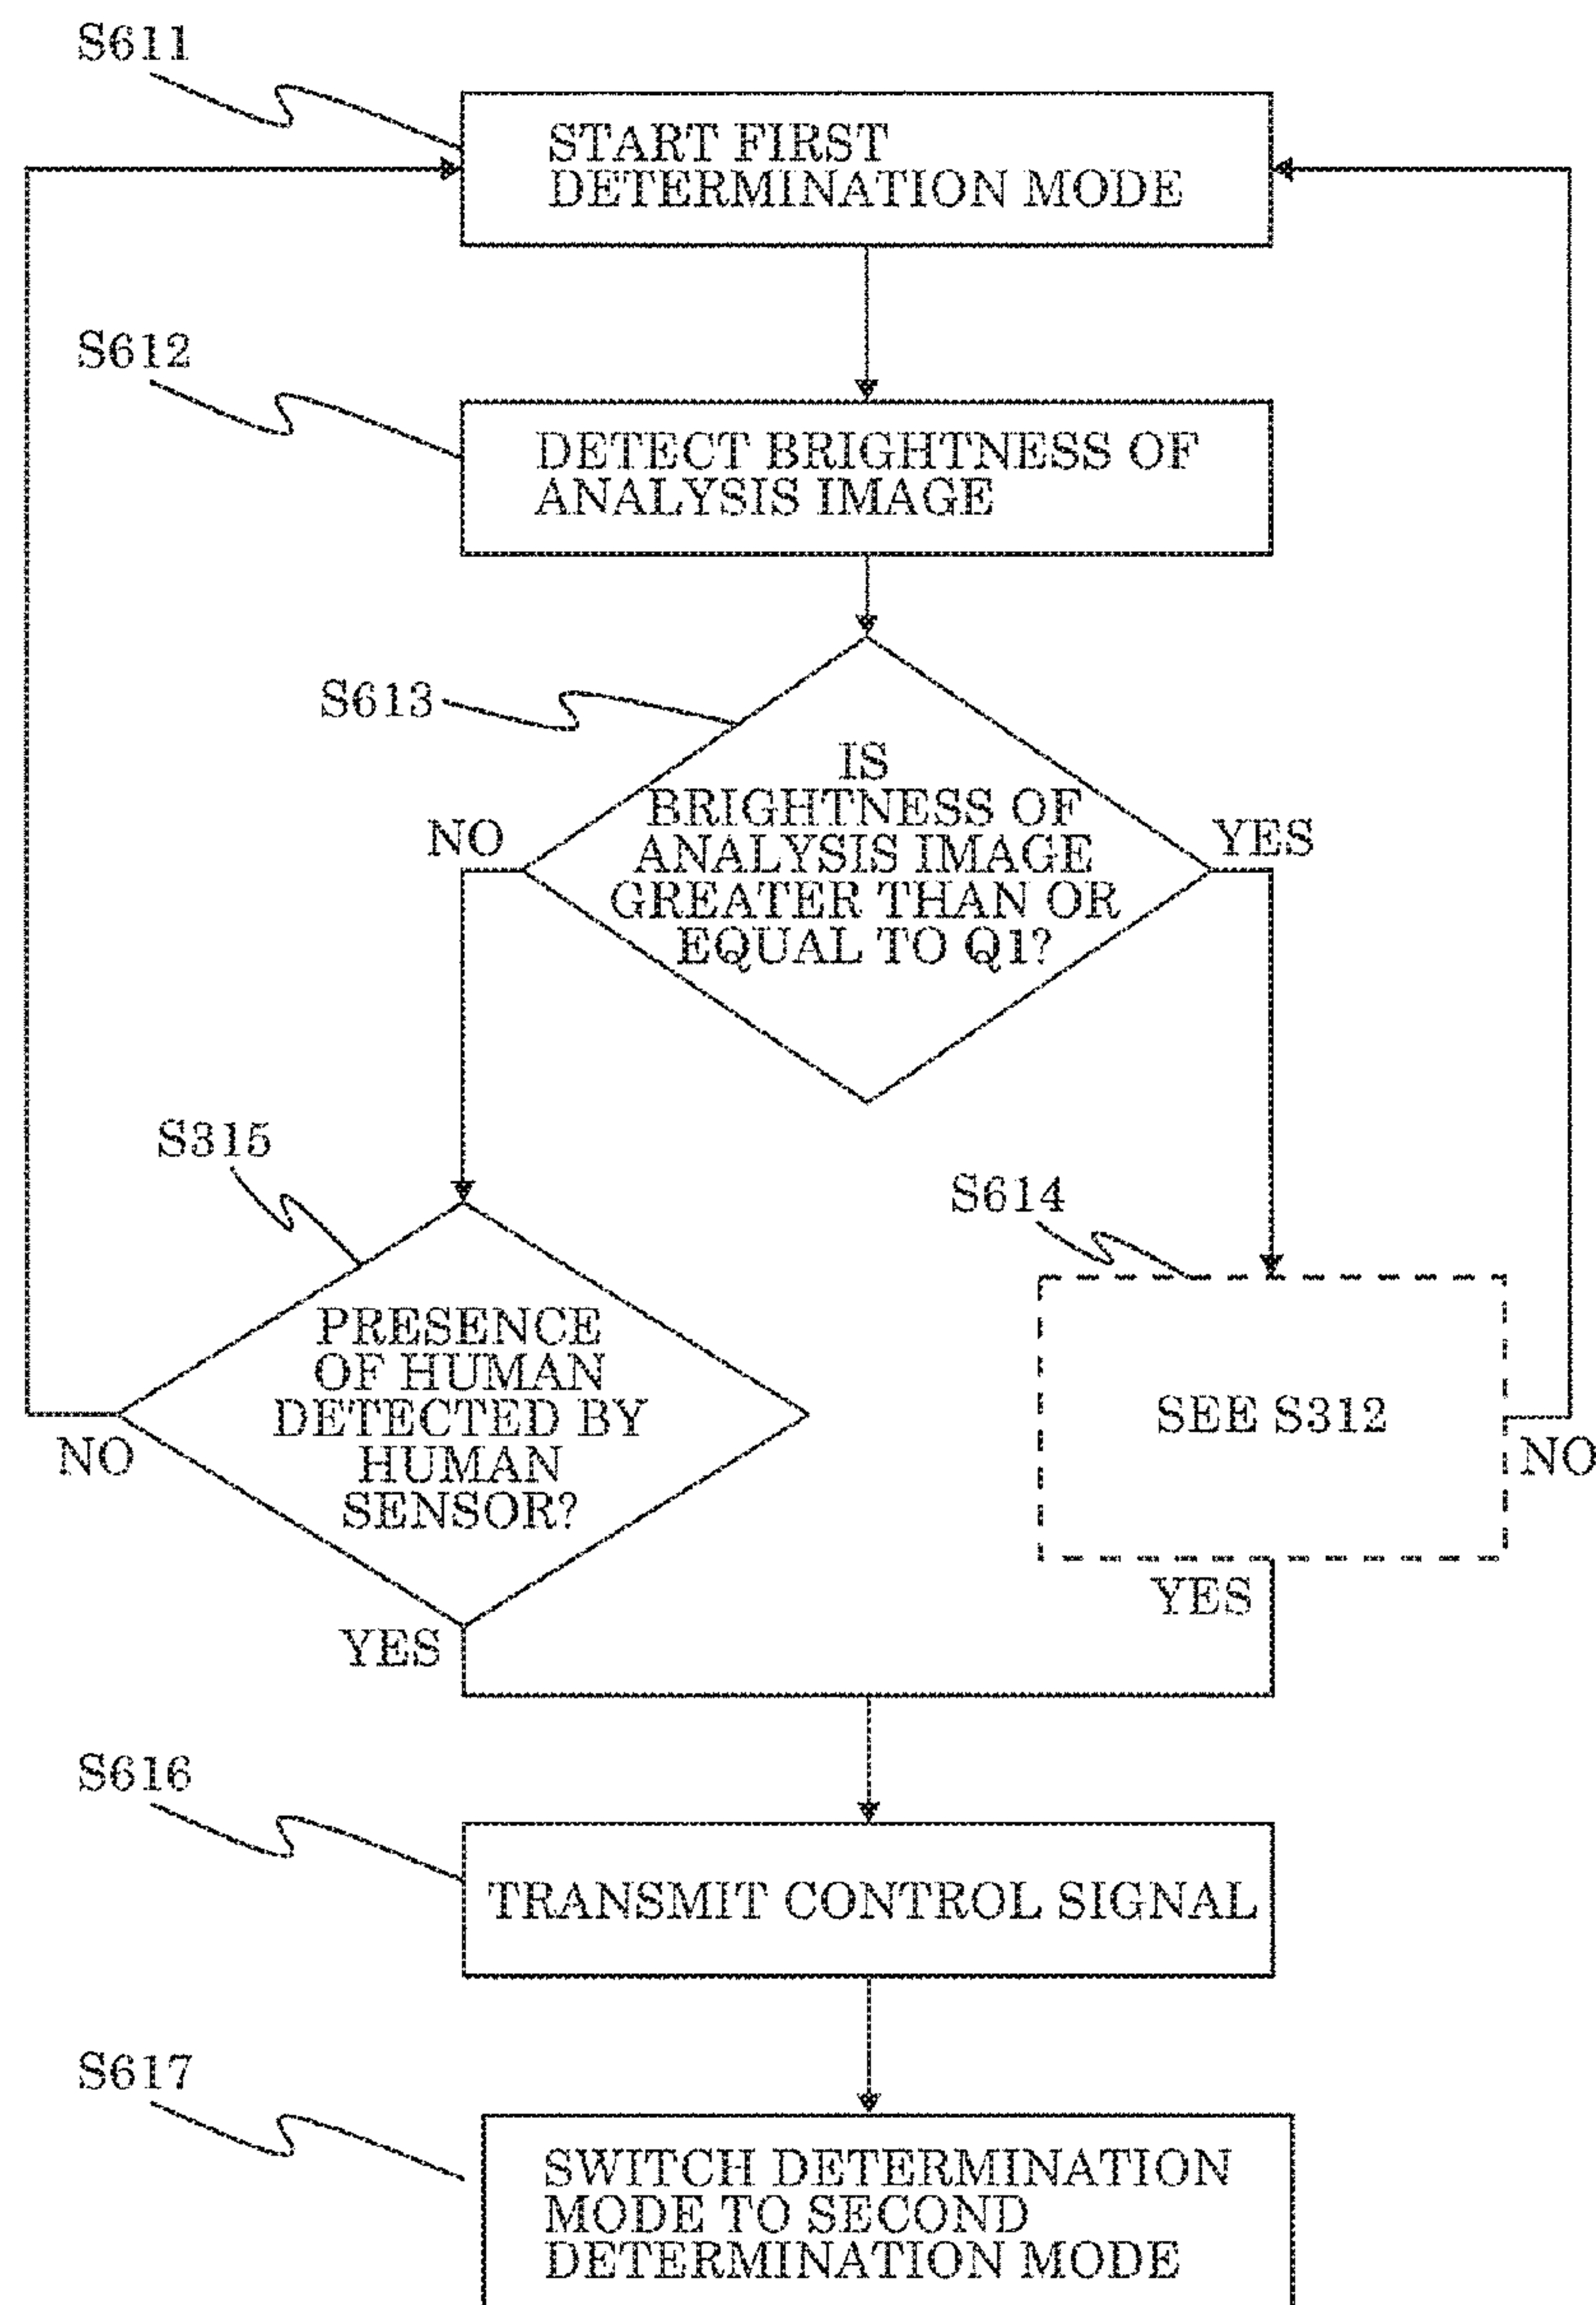 S611
START FIRST
DETERMINATION MODE
S612
DETECT BRIGHTNESS OF
ANALYSIS IMAGE
S613
IS
BRIGHTNESS OF
ANALYSIS IMAGE
GREATER THAN OR
EQUAL TO Q1?
NO
YES
S315
PRESENCE
OF HUMAN
DETECTED BY
HUMAN
SENSOR?
NO
YES
S614
SEE S312
NO
YES
S616
TRANSMIT CONTROL SIGNAL
S617
SWITCH DETERMINATION
MODE TO SECOND
DETERMINATION MODE